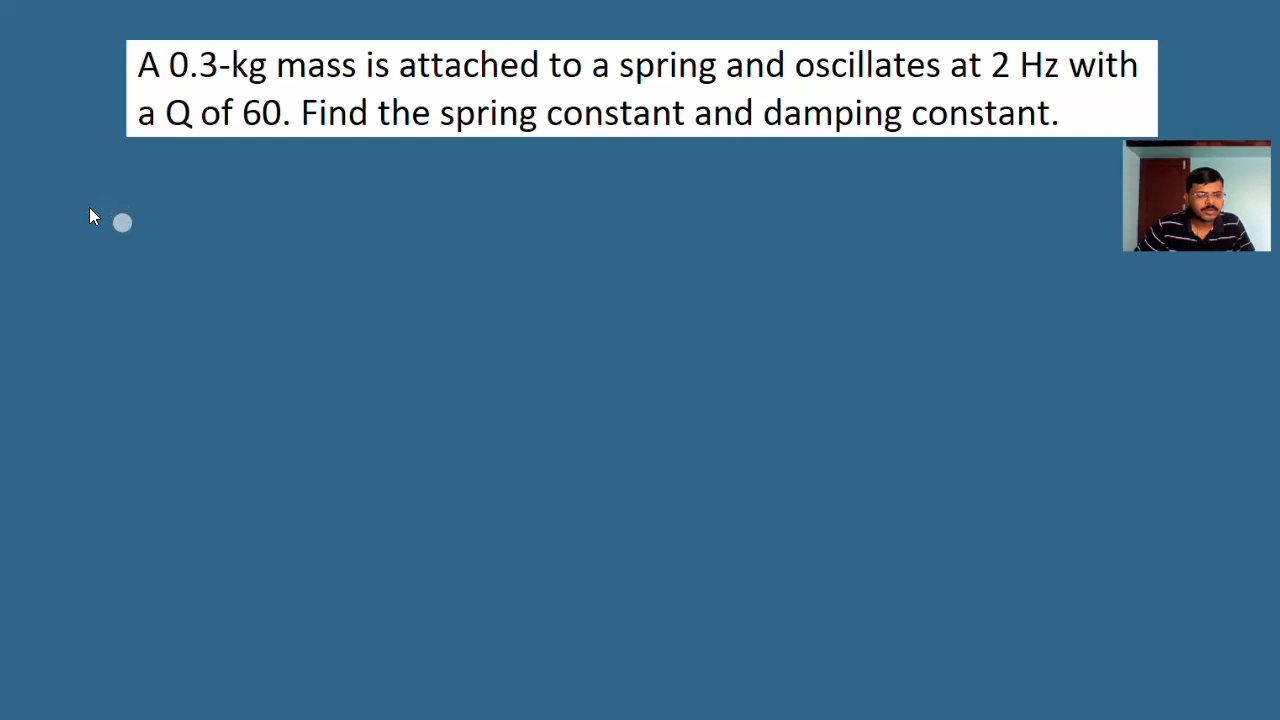 A 0.3-kg mass is attached to a spring and oscillates at 2 Hz with
a Q of 60. Find the spring constant and damping constant.